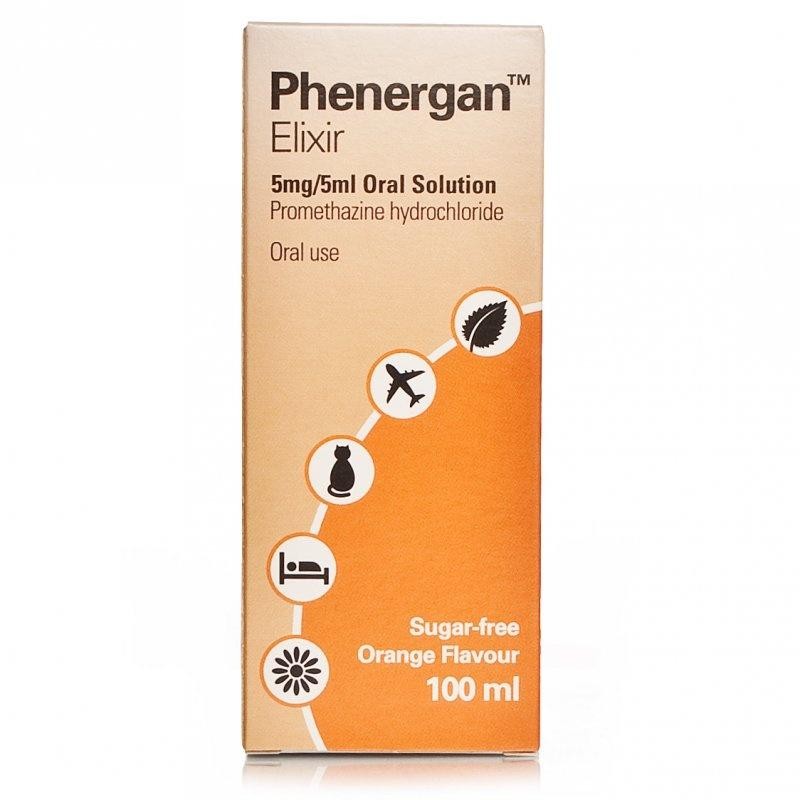 Phenergan™
Elixir
5mg/5ml Oral Solution
Promethazine hydrochloride
Oral use
Sugar-free
Orange Flavour
100 ml